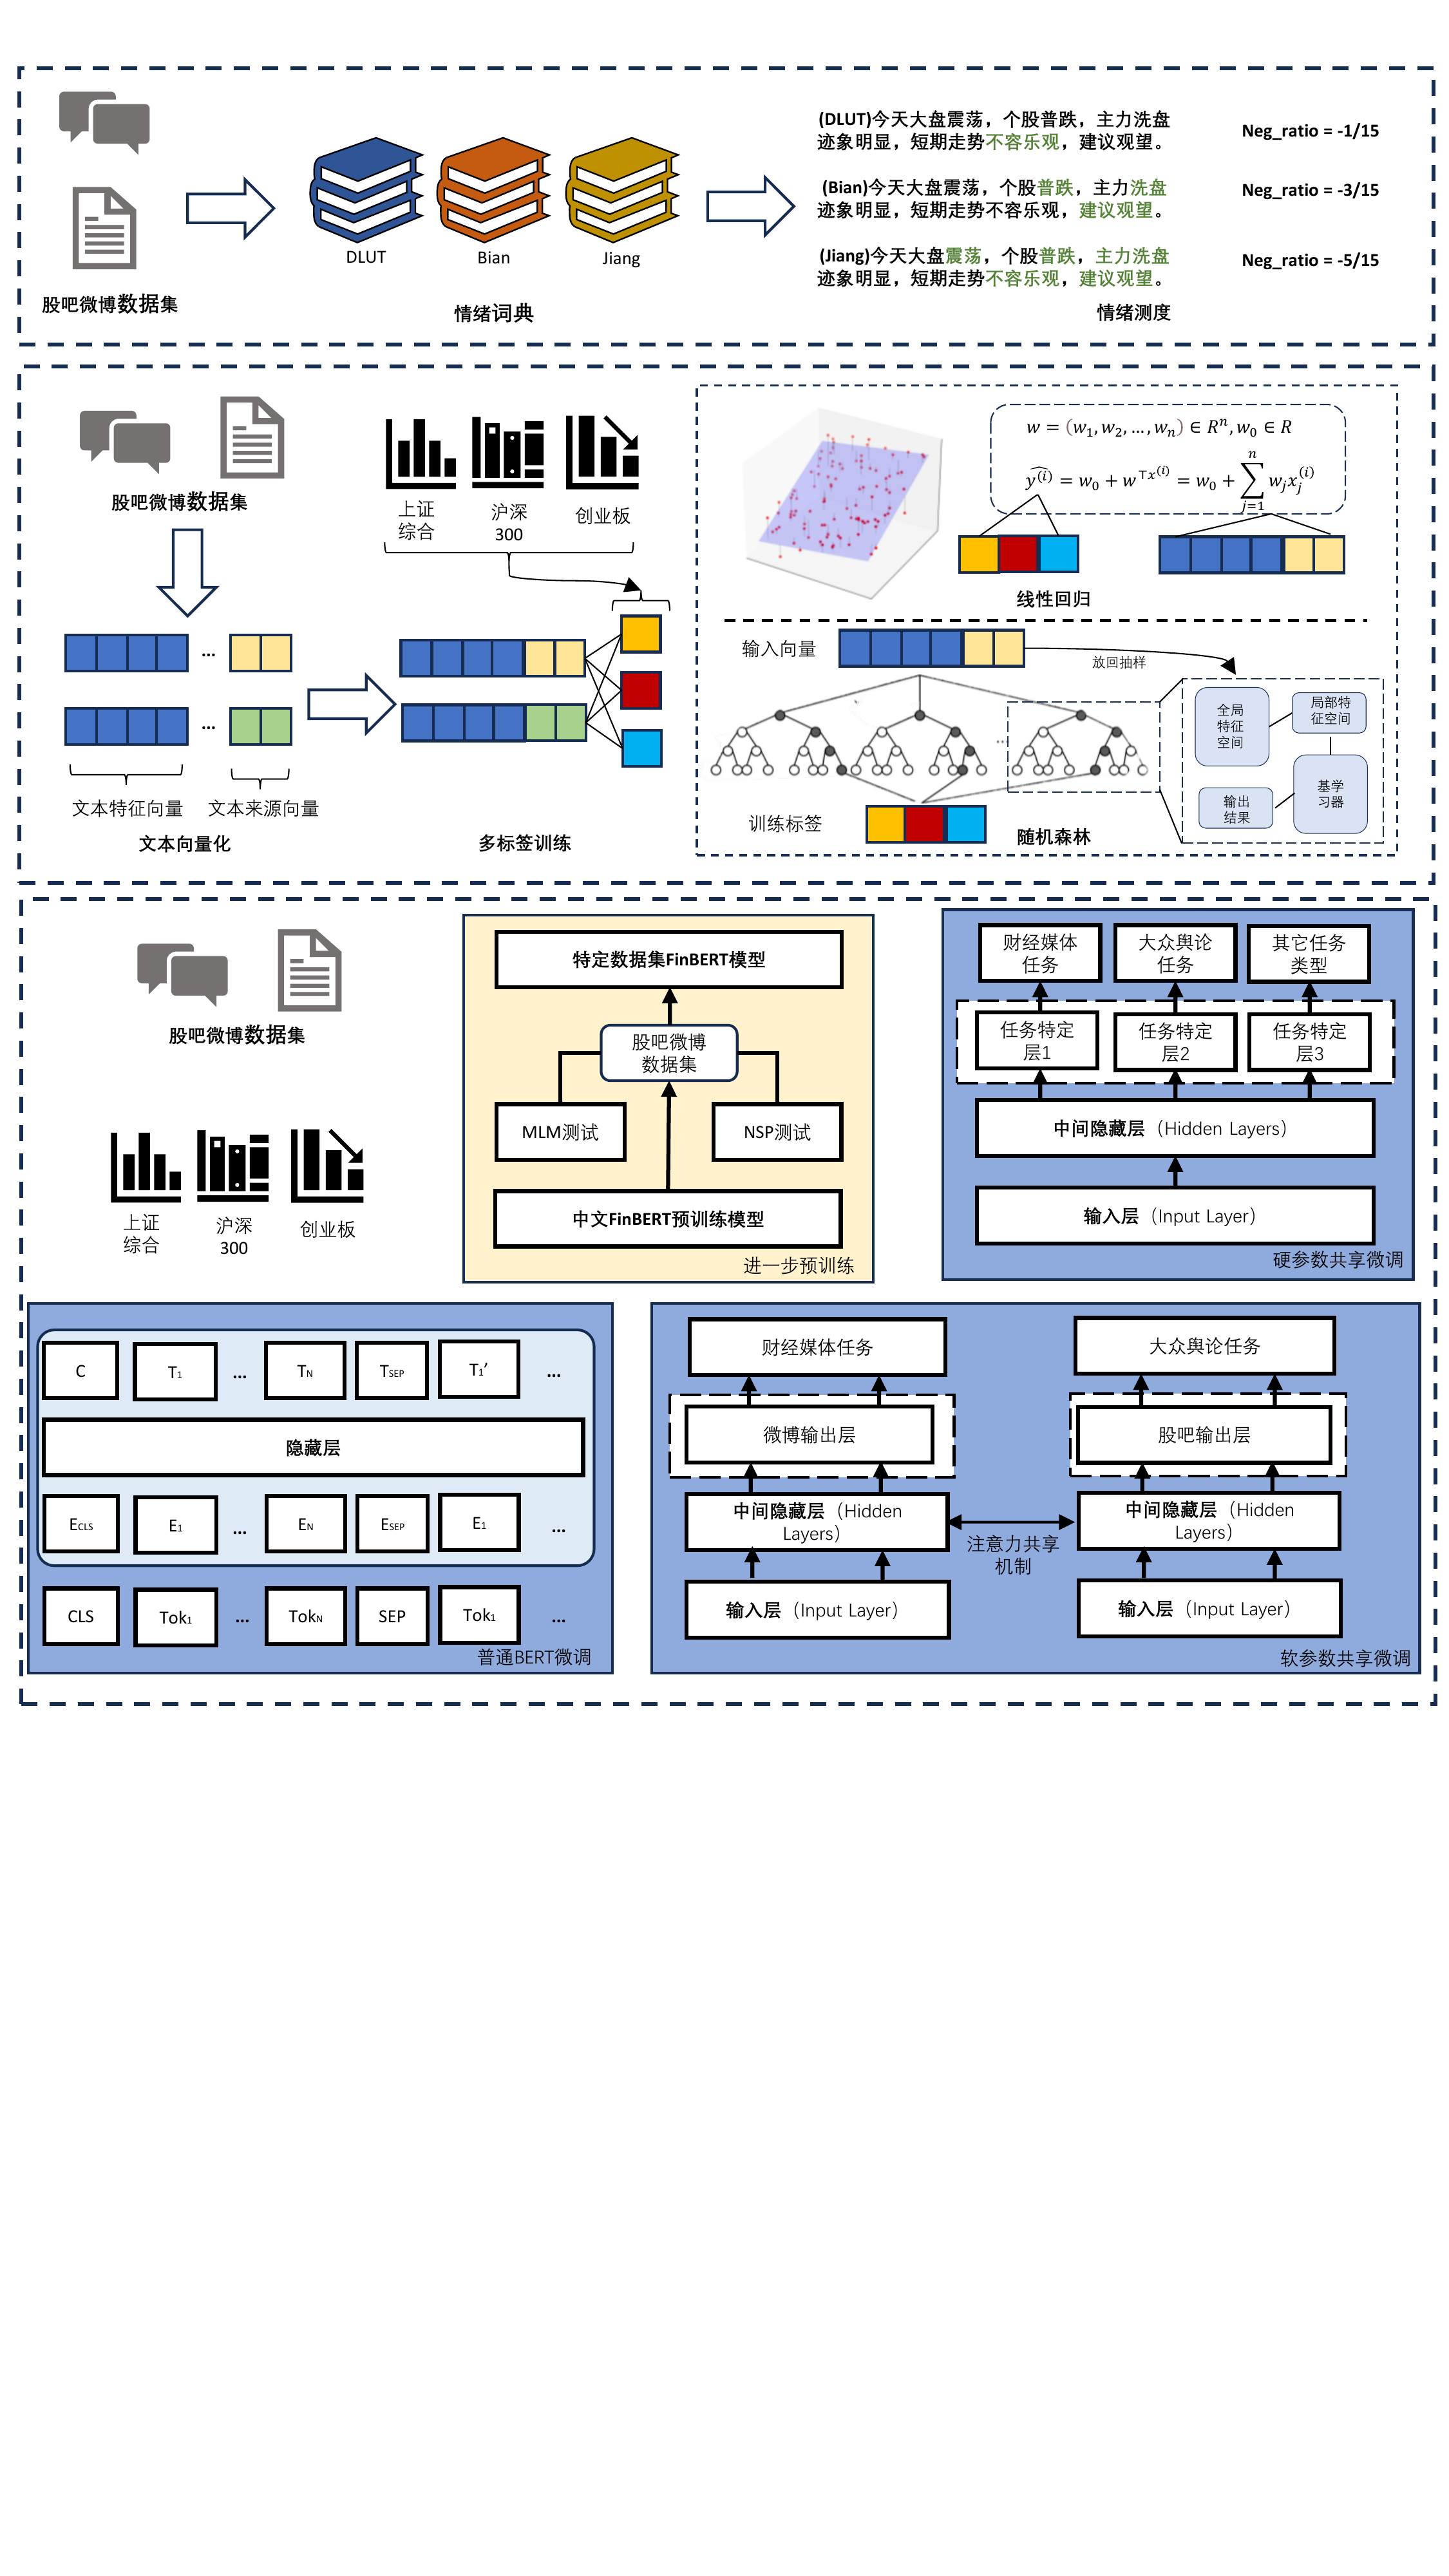 (DLUT)今天大盘震荡，个股普跌，主力洗盘
迹象明显，短期走势不容乐观，建议观望。
Neg_ratio = -1/15
(Bian)今天大盘震荡，个股普跌，主力洗盘
迹象明显，短期走势不容乐观，建议观望。
Neg_ratio = -3/15
(Jiang)今天大盘震荡，个股普跌，主力洗盘
迹象明显，短期走势不容乐观，建议观望。
Neg_ratio = -5/15
DLUT
Bian
Jiang
股吧微博数据集
情绪词典
情绪测度
股吧微博数据集
上证
综合
沪深
300
创业板
w = (w₁, w₂, ..., wₙ) ∈ Rⁿ, w₀ ∈ R
\widehat{y^{(i)}} = w_0 + w^{⊤x^{(i)}} = w_0 + \sum_{j=1}^{n} w_j x_j^{(i)}
线性回归
...
...
文本特征向量
文本来源向量
文本向量化
多标签训练
输入向量
放回抽样
全局
特征
空间
局部特
征空间
...
基学
习器
输出
结果
训练标签
随机森林
股吧微博数据集
上证
综合
沪深
300
创业板
特定数据集FinBERT模型
股吧微博
数据集
MLM测试
NSP测试
中文FinBERT预训练模型
进一步预训练
财经媒体
任务
大众舆论
任务
其它任务
类型
任务特定
层1
任务特定
层2
任务特定
层3
中间隐藏层（Hidden Layers）
输入层（Input Layer）
硬参数共享微调
C
T₁
...
T_N
T_SEP
T₁’
...
隐藏层
E_CLS
E₁
...
E_N
E_SEP
E₁
...
CLS
Tok₁
...
Tok_N
SEP
Tok₁
...
普通BERT微调
财经媒体任务
大众舆论任务
微博输出层
股吧输出层
中间隐藏层（Hidden
Layers）
注意力共享
机制
中间隐藏层（Hidden
Layers）
输入层（Input Layer）
输入层（Input Layer）
软参数共享微调